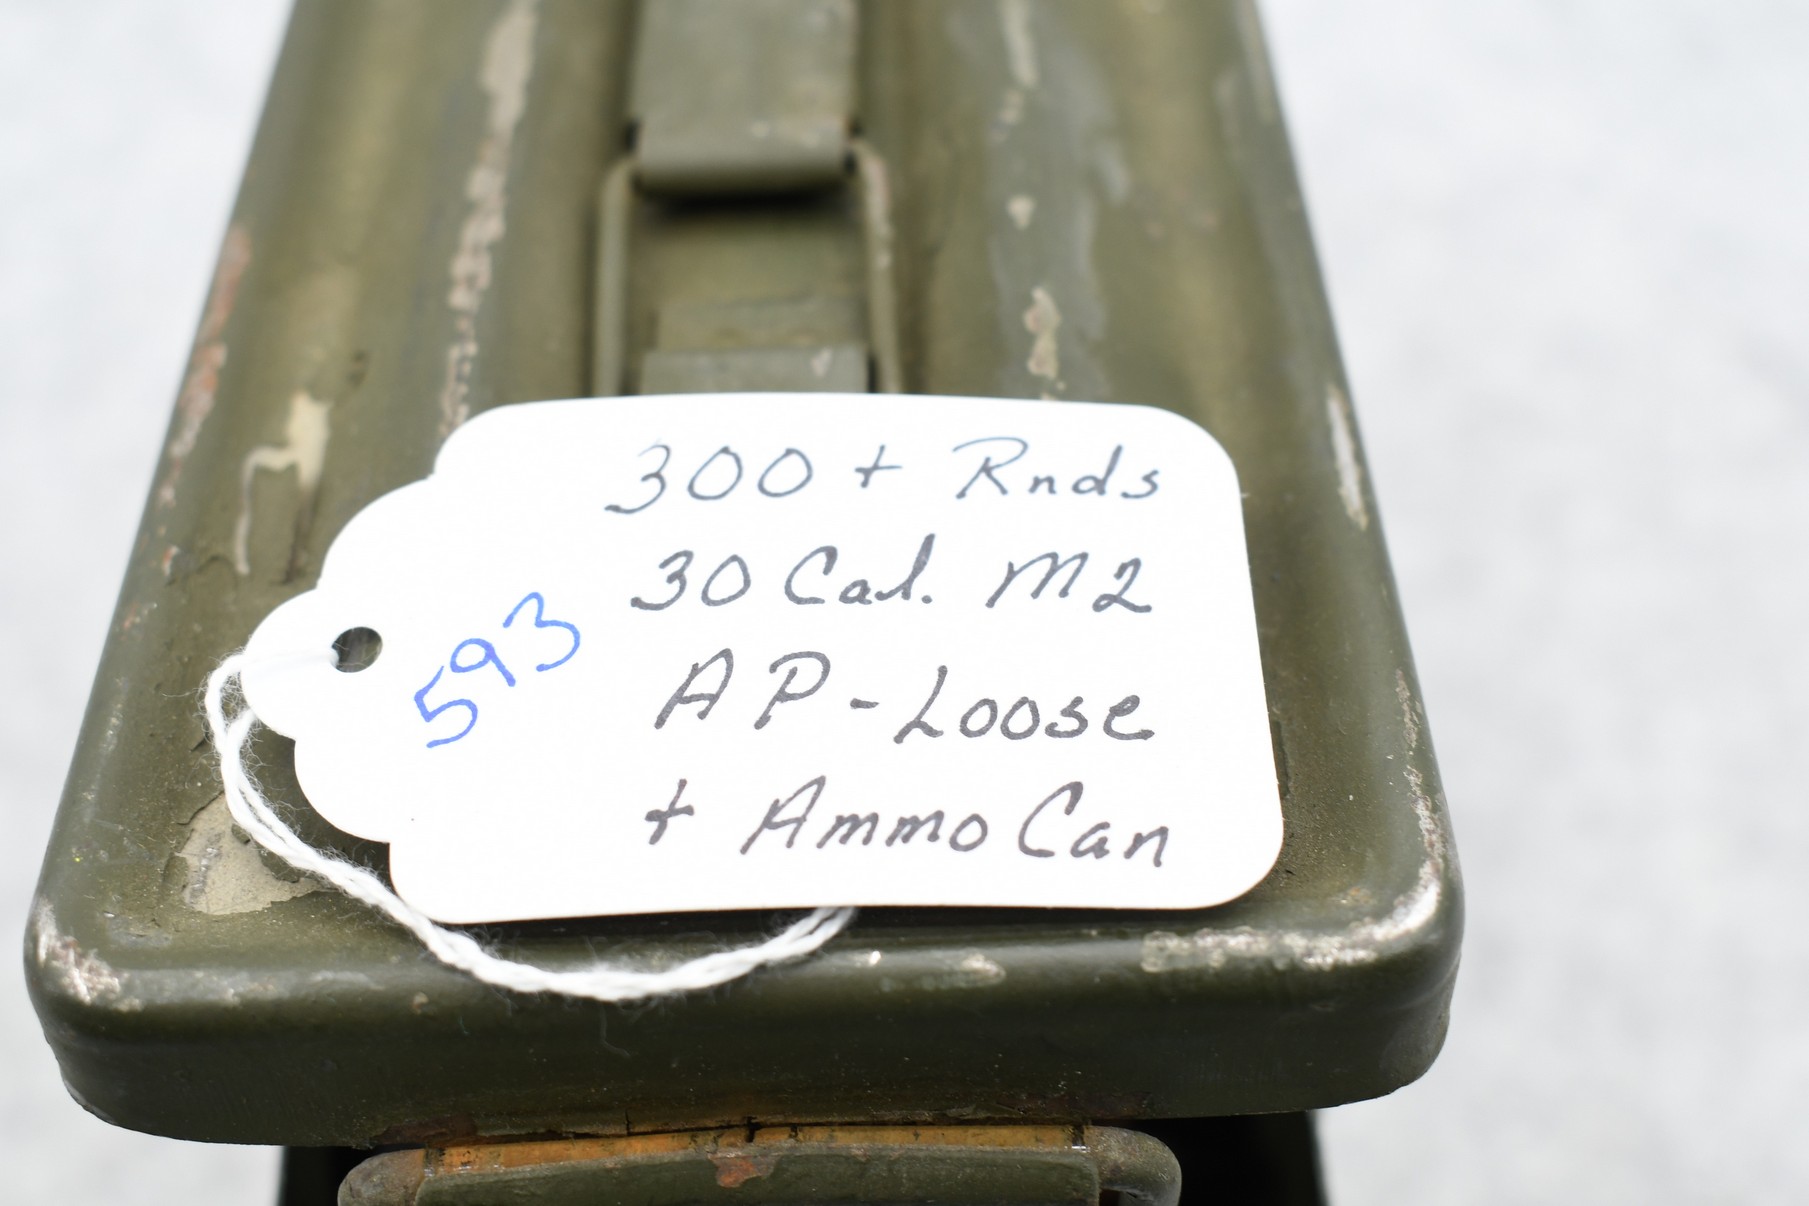 300 + Rnds
30 Cal. M2
AP - Loose
+ Ammo Can
593